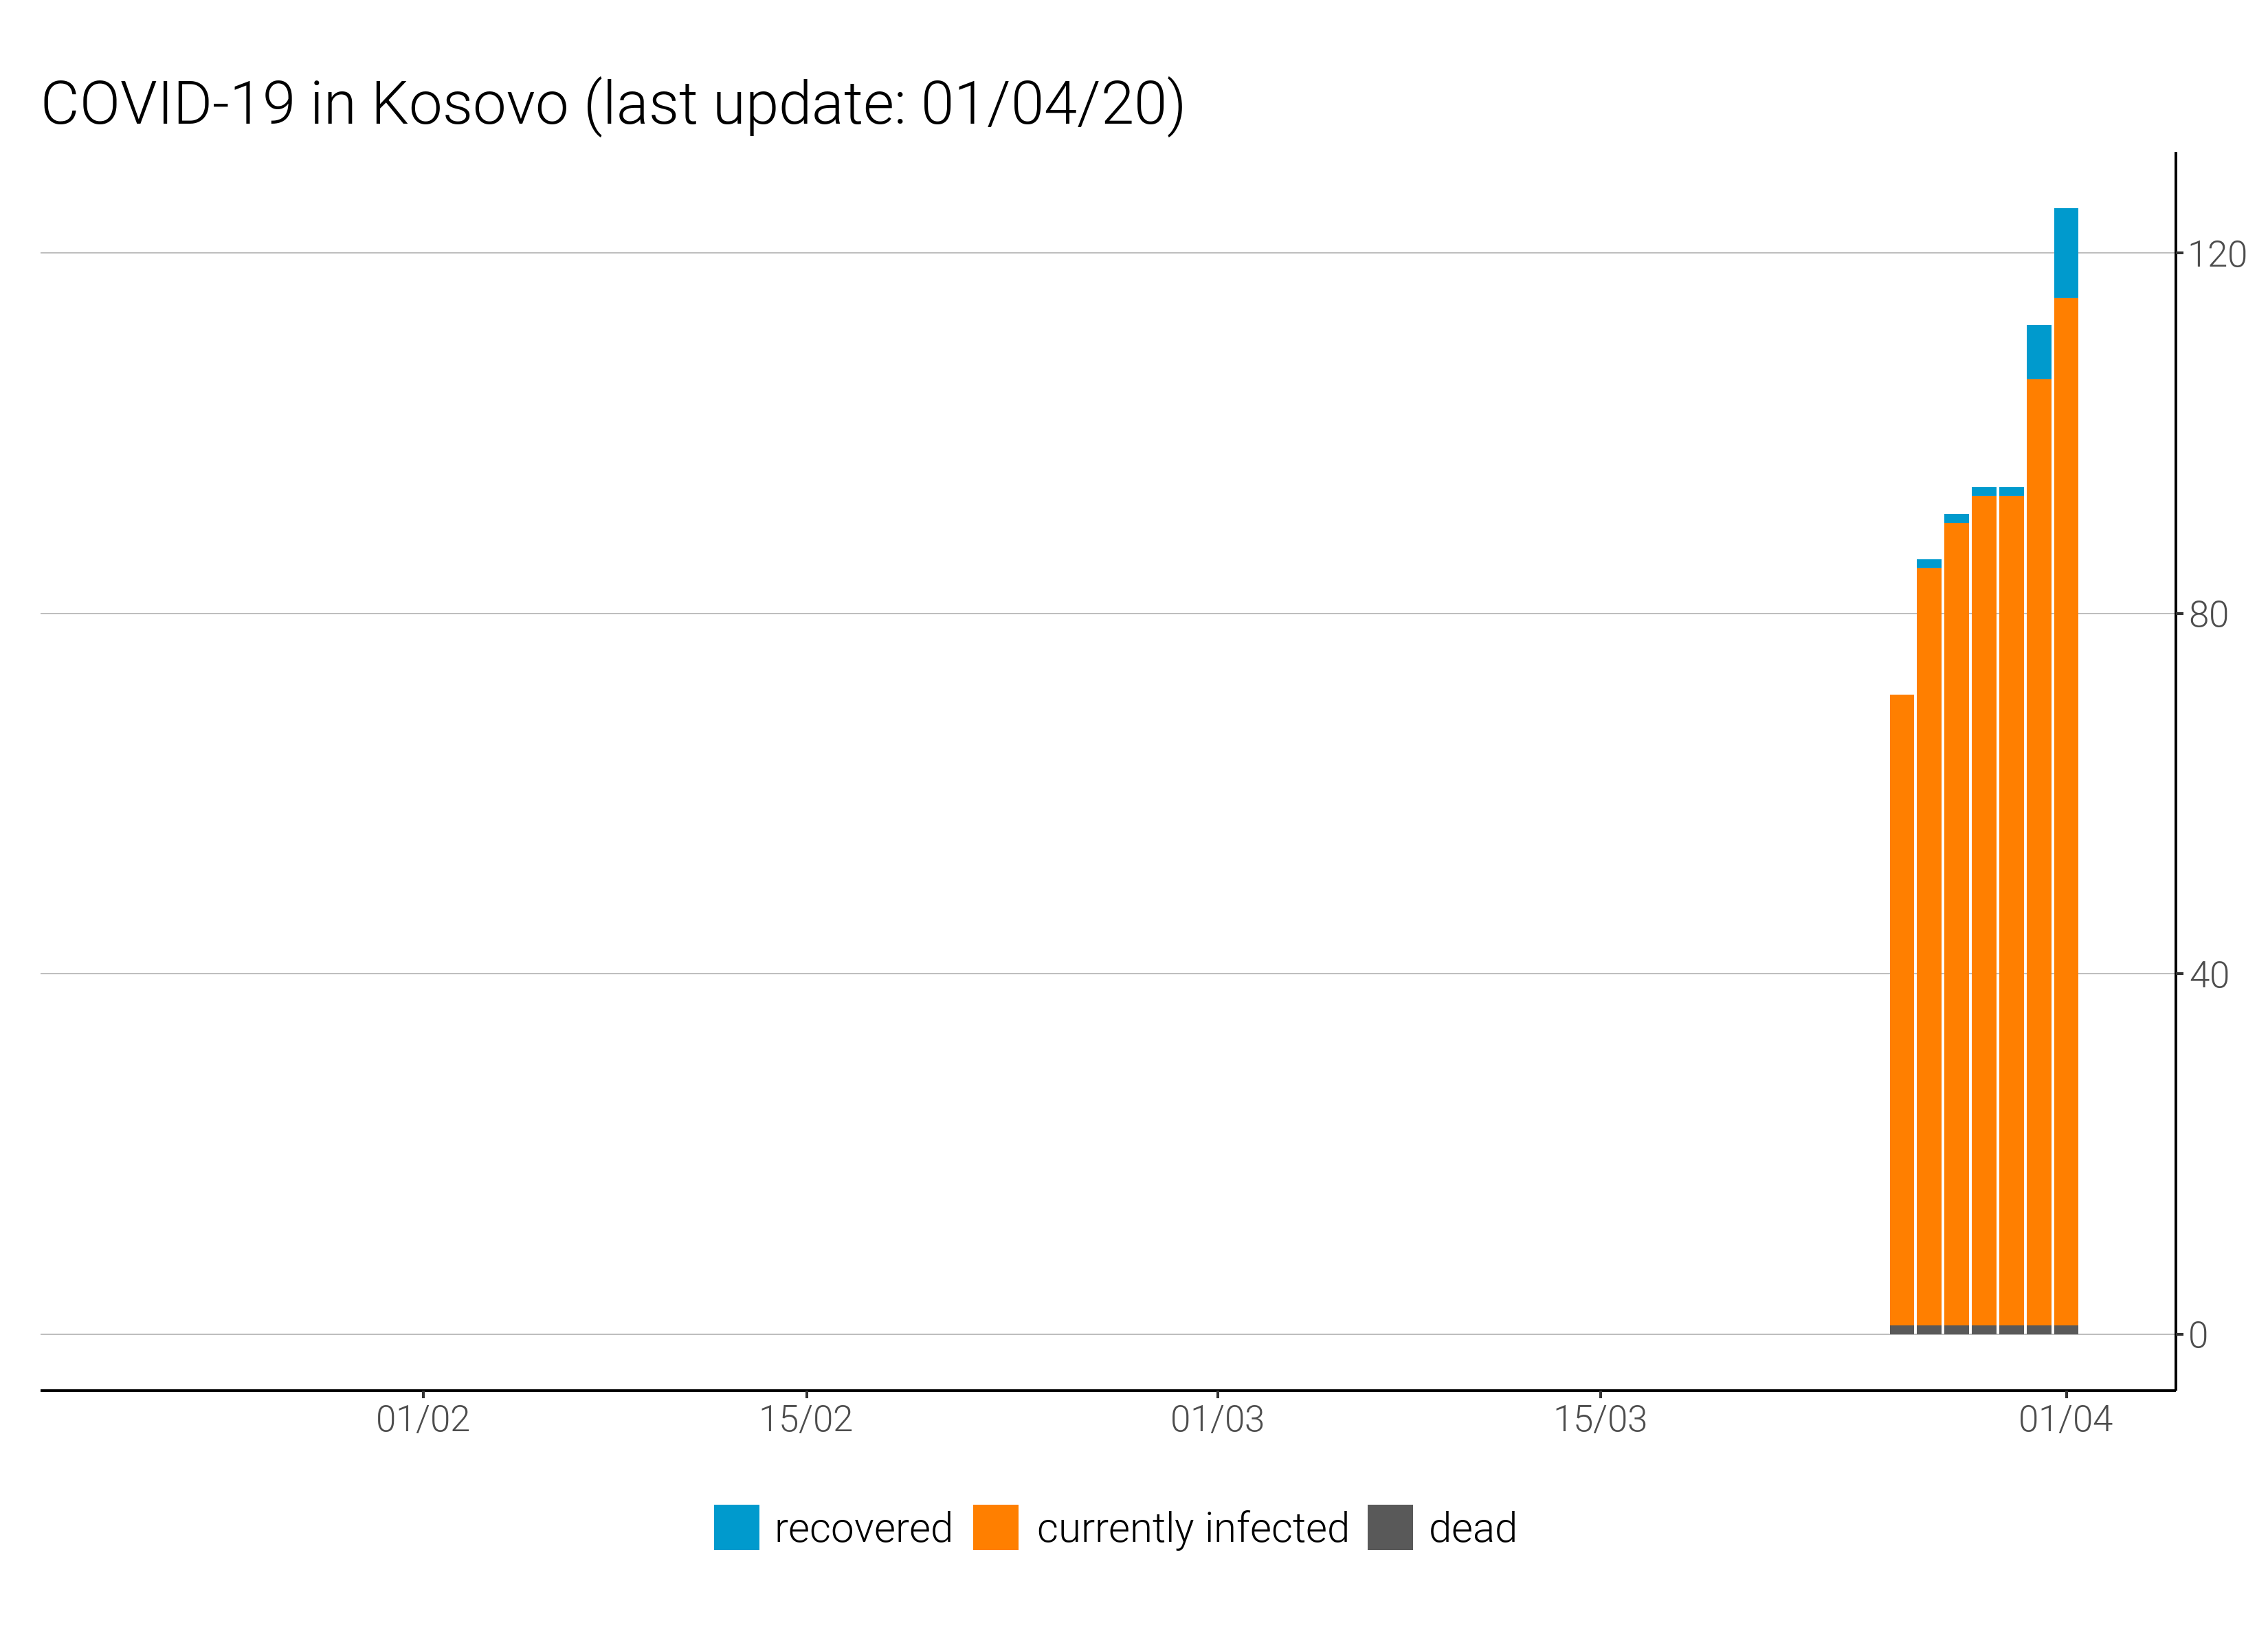 COVID-19 in Kosovo (last update: 01/04/20)
120
80
40
0
01/02 15/02 01/03 15/03 01/04
recovered currently infected dead